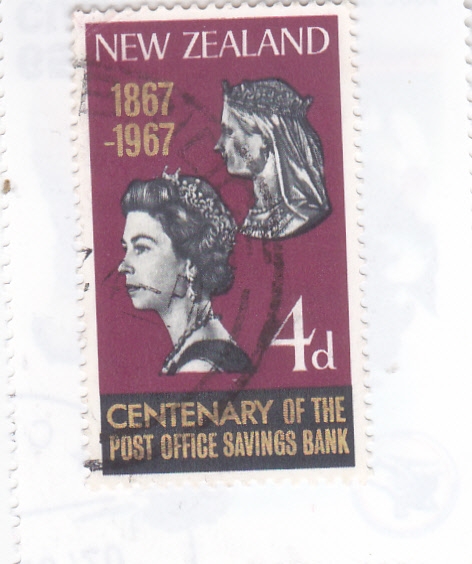 NEW ZEALAND
1867
-1967
4d
CENTENARY OF THE
POST OFFICE SAVINGS BANK